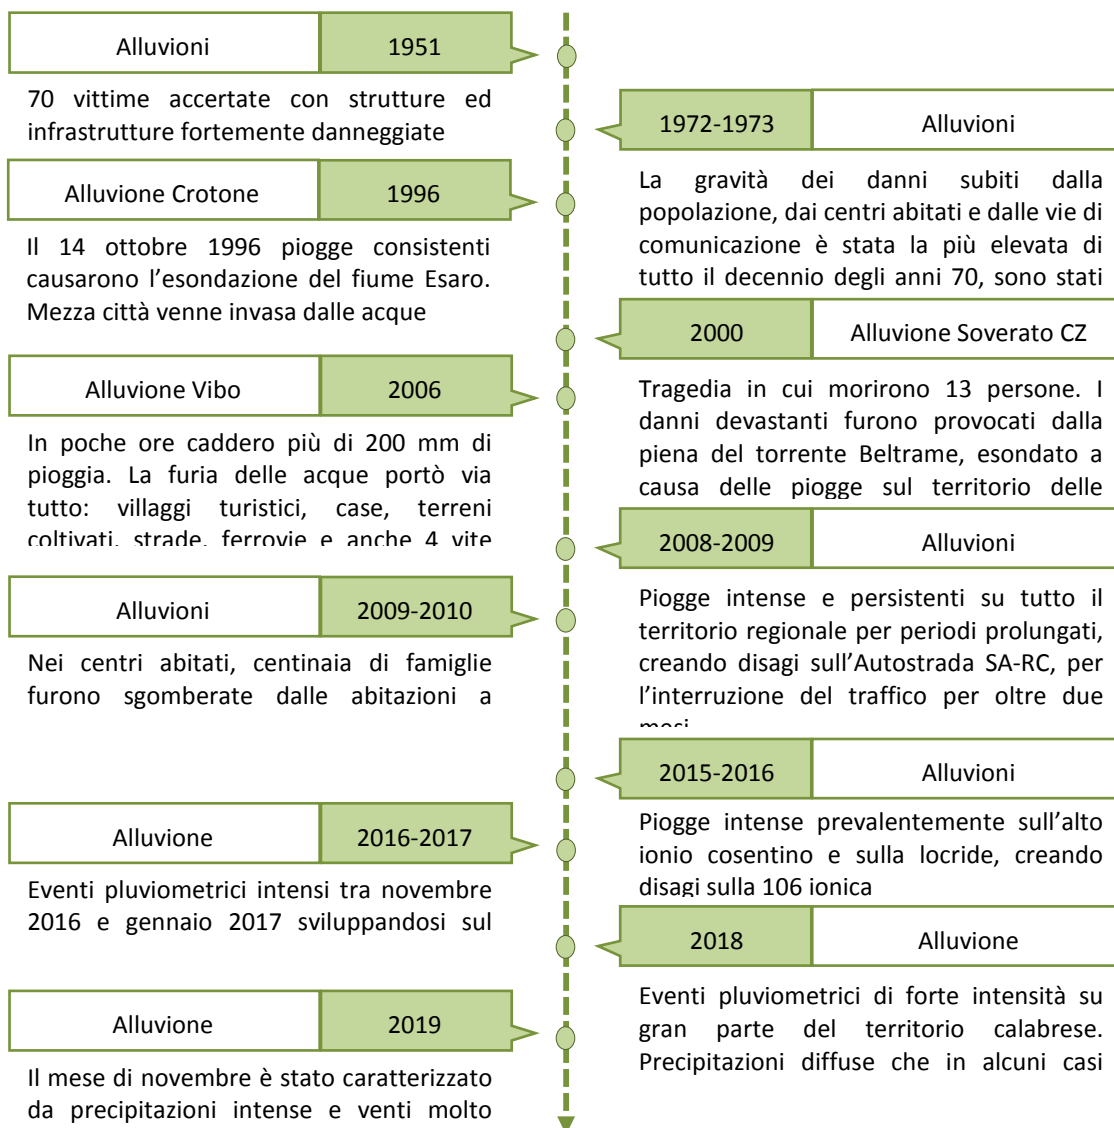 Alluvioni 1951
70 vittime accertate con strutture ed
infrastrutture fortemente danneggiate
1972-1973 Alluvioni
La gravità dei danni subiti dalla
popolazione, dai centri abitati e dalle vie di
comunicazione è stata la più elevata di
tutto il decennio degli anni 70, sono stati
Alluvione Crotone 1996
Il 14 ottobre 1996 piogge consistenti
causarono l’esondazione del fiume Esaro.
Mezza città venne invasa dalle acque
2000 Alluvione Soverato CZ
Tragedia in cui morirono 13 persone. I
danni devastanti furono provocati dalla
piena del torrente Beltrame, esondato a
causa delle piogge sul territorio delle
Alluvione Vibo 2006
In poche ore caddero più di 200 mm di
pioggia. La furia delle acque portò via
tutto: villaggi turistici, case, terreni
coltivati, strade, ferrovie e anche 4 vite
2008-2009 Alluvioni
Piogge intense e persistenti su tutto il
territorio regionale per periodi prolungati,
creando disagi sull’Autostrada SA-RC, per
l’interruzione del traffico per oltre due
mesi
Alluvioni 2009-2010
Nei centri abitati, centinaia di famiglie
furono sgomberate dalle abitazioni a
2015-2016 Alluvioni
Piogge intense prevalentemente sull’alto
ionio cosentino e sulla locride, creando
disagi sulla 106 ionica
Alluvione 2016-2017
Eventi pluviometrici intensi tra novembre
2016 e gennaio 2017 sviluppandosi sul
2018 Alluvione
Eventi pluviometrici di forte intensità su
gran parte del territorio calabrese.
Precipitazioni diffuse che in alcuni casi
Alluvione 2019
Il mese di novembre è stato caratterizzato
da precipitazioni intense e venti molto